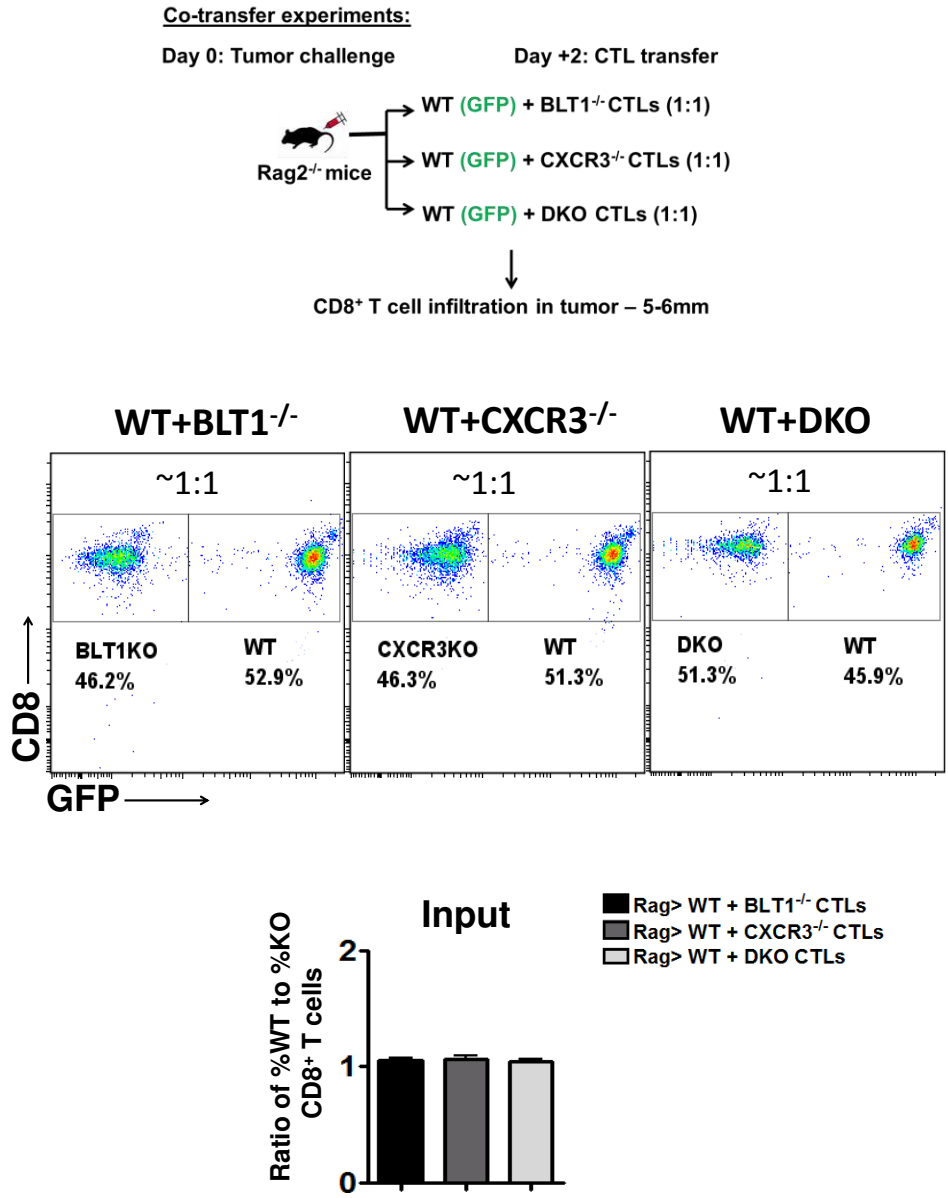 Co-transfer experiments:
Day 0: Tumor challenge
Day +2: CTL transfer
WT (GFP) + BLT1-/- CTLs (1:1)
Rag2-/- mice
WT (GFP) + CXCR3-/- CTLs (1:1)
WT (GFP) + DKO CTLs (1:1)
CD8+ T cell infiltration in tumor – 5-6mm
WT+BLT1-/-
WT+CXCR3-/-
WT+DKO
~1:1
~1:1
~1:1
BLT1KO
46.2%
WT
52.9%
CXCR3KO
46.3%
WT
51.3%
DKO
51.3%
WT
45.9%
CD8
GFP
Input
Rag> WT + BLT1-/- CTLs
Rag> WT + CXCR3-/- CTLs
Rag> WT + DKO CTLs
Ratio of %WT to %KO
CD8+ T cells
2
1
0